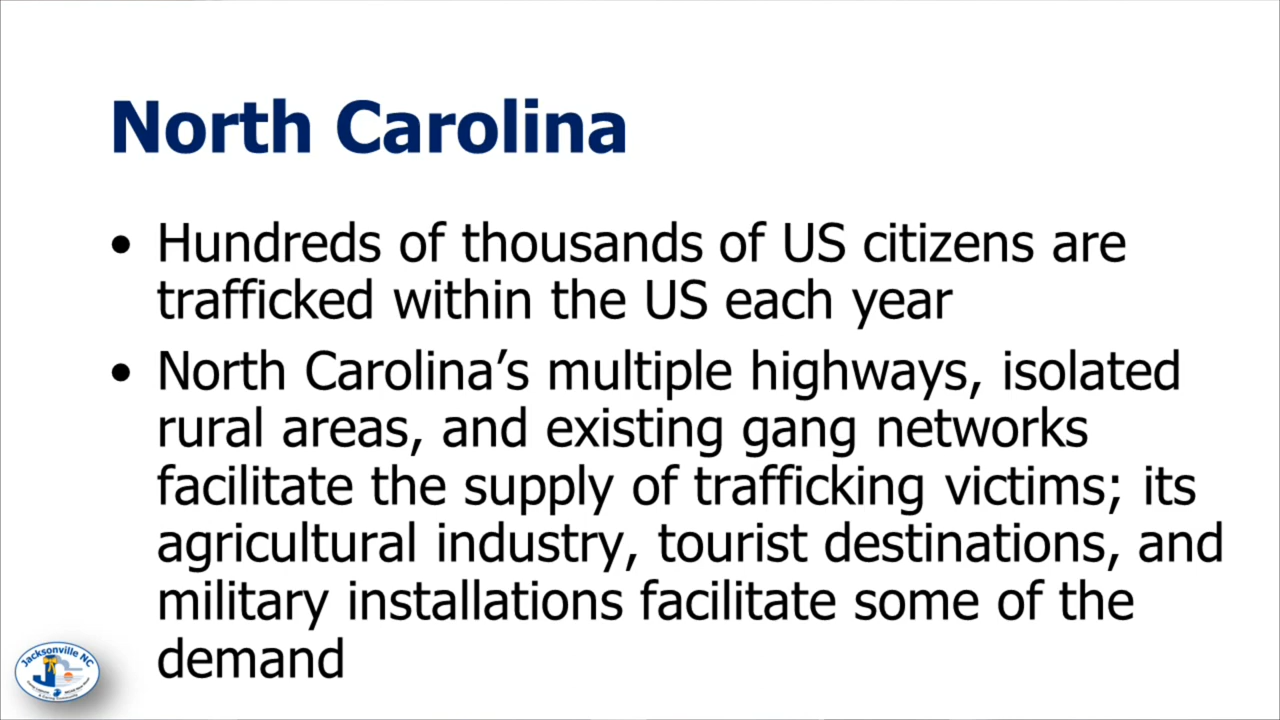 North Carolina
• Hundreds of thousands of US citizens are
trafficked within the US each year
• North Carolina’s multiple highways, isolated
rural areas, and existing gang networks
facilitate the supply of trafficking victims; its
agricultural industry, tourist destinations, and
military installations facilitate some of the
demand
Jacksonville NC